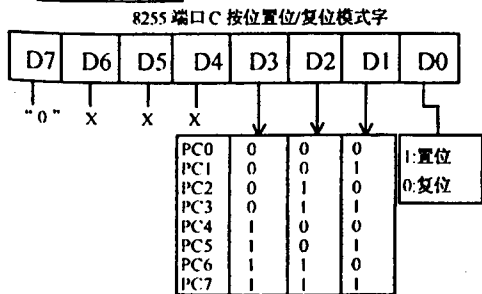 8255 端口 C 按位置位/复位模式字
D7 D6 D5 D4 D3 D2 D1 D0
“0” X X X
PC0 0 0 0
PC1 0 0 1
PC2 0 1 0
PC3 0 1 1
PC4 1 0 0
PC5 1 0 1
PC6 1 1 0
PC7 1 1 1
1:置位
0:复位